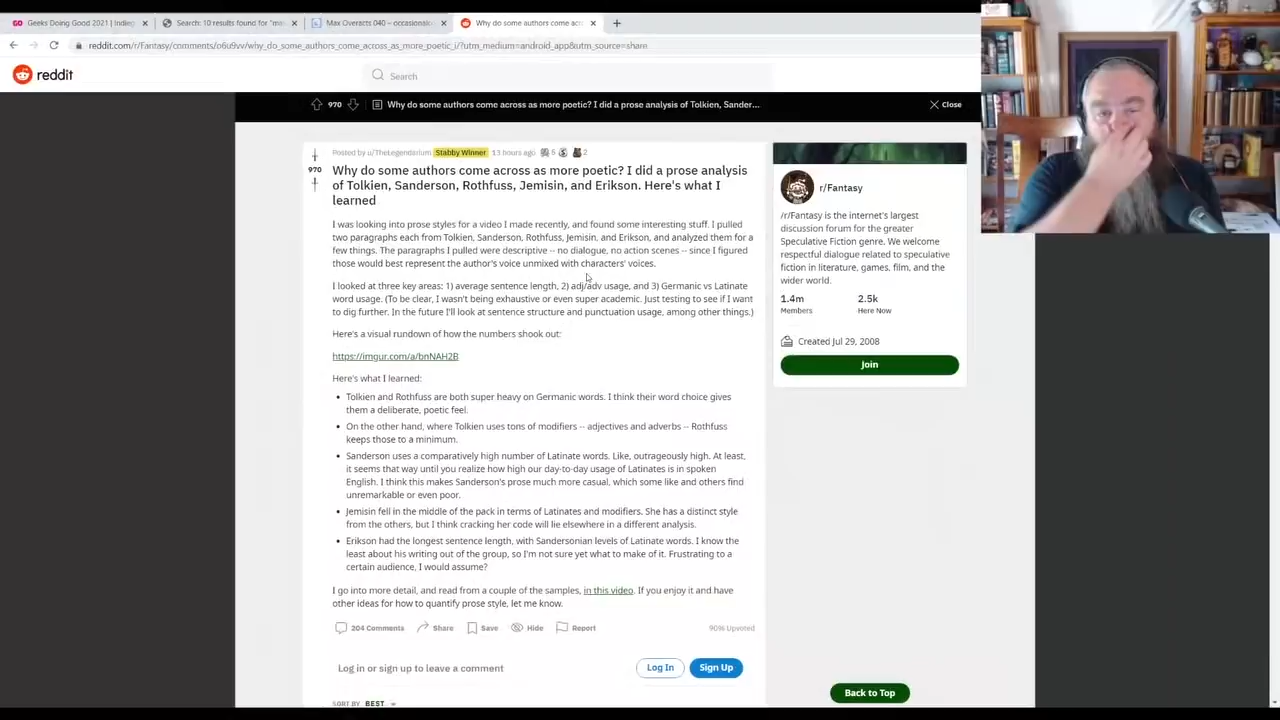 Geeks Doing Good 2021 | Indieg
Search: 10 results found for "ma
Max Overacts 040 – occasional
Why do some authors come acr
reddit.com/r/Fantasy/comments/o6u9vv/why_do_some_authors_come_across_as_more_poetic_i/?utm_medium=android_app&utm_source=share
reddit
Search
970
Why do some authors come across as more poetic? I did a prose analysis of Tolkien, Sander...
Close
Posted by u/TheLegendarium Stabby Winner 13 hours ago 6 2
970
Why do some authors come across as more poetic? I did a prose analysis
of Tolkien, Sanderson, Rothfuss, Jemisin, and Erikson. Here's what I
learned
I was looking into prose styles for a video I made recently, and found some interesting stuff. I pulled
two paragraphs each from Tolkien, Sanderson, Rothfuss, Jemisin, and Erikson, and analyzed them for a
few things. The paragraphs I pulled were descriptive -- no dialogue, no action scenes -- since I figured
those would best represent the author's voice unmixed with characters' voices.
I looked at three key areas: 1) average sentence length, 2) adj/adv usage, and 3) Germanic vs Latinate
word usage. (To be clear, I wasn't being exhaustive or even super academic. Just testing to see if I want
to dig further. In the future I'll look at sentence structure and punctuation usage, among other things.)
Here's a visual rundown of how the numbers shook out:
https://imgur.com/a/bnNAH2B
Here's what I learned:
• Tolkien and Rothfuss are both super heavy on Germanic words. I think their word choice gives
them a deliberate, poetic feel.
• On the other hand, where Tolkien uses tons of modifiers -- adjectives and adverbs -- Rothfuss
keeps those to a minimum.
• Sanderson uses a comparatively high number of Latinate words. Like, outrageously high. At least,
it seems that way until you realize how high our day-to-day usage of Latinates is in spoken
English. I think this makes Sanderson's prose much more casual, which some like and others find
unremarkable or even poor.
• Jemisin fell in the middle of the pack in terms of Latinates and modifiers. She has a distinct style
from the others, but I think cracking her code will lie elsewhere in a different analysis.
• Erikson had the longest sentence length, with Sandersonian levels of Latinate words. I know the
least about his writing out of the group, so I'm not sure yet what to make of it. Frustrating to a
certain audience, I would assume?
I go into more detail, and read from a couple of the samples, in this video. If you enjoy it and have
other ideas for how to quantify prose style, let me know.
204 Comments Share Save Hide Report 90% Upvoted
Log in or sign up to leave a comment
Log In
Sign Up
SORT BY BEST
r/Fantasy
/r/Fantasy is the internet's largest
discussion forum for the greater
Speculative Fiction genre. We welcome
respectful dialogue related to speculative
fiction in literature, games, film, and the
wider world.
1.4m 2.5k
Members Here Now
Created Jul 29, 2008
Join
Back to Top